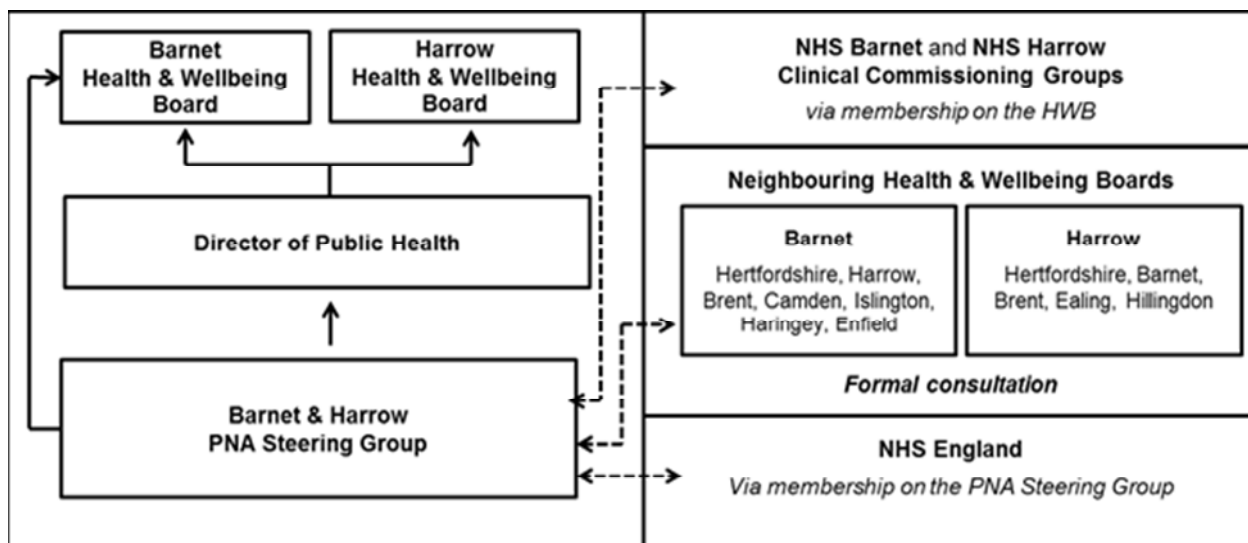 Barnet
Health & Wellbeing
Board
Harrow
Health & Wellbeing
Board
Director of Public Health
Barnet & Harrow
PNA Steering Group
NHS Barnet and NHS Harrow
Clinical Commissioning Groups
via membership on the HWB
Neighbouring Health & Wellbeing Boards
Barnet
Hertfordshire, Harrow,
Brent, Camden, Islington,
Haringey, Enfield
Harrow
Hertfordshire, Barnet,
Brent, Ealing, Hillingdon
Formal consultation
NHS England
Via membership on the PNA Steering Group